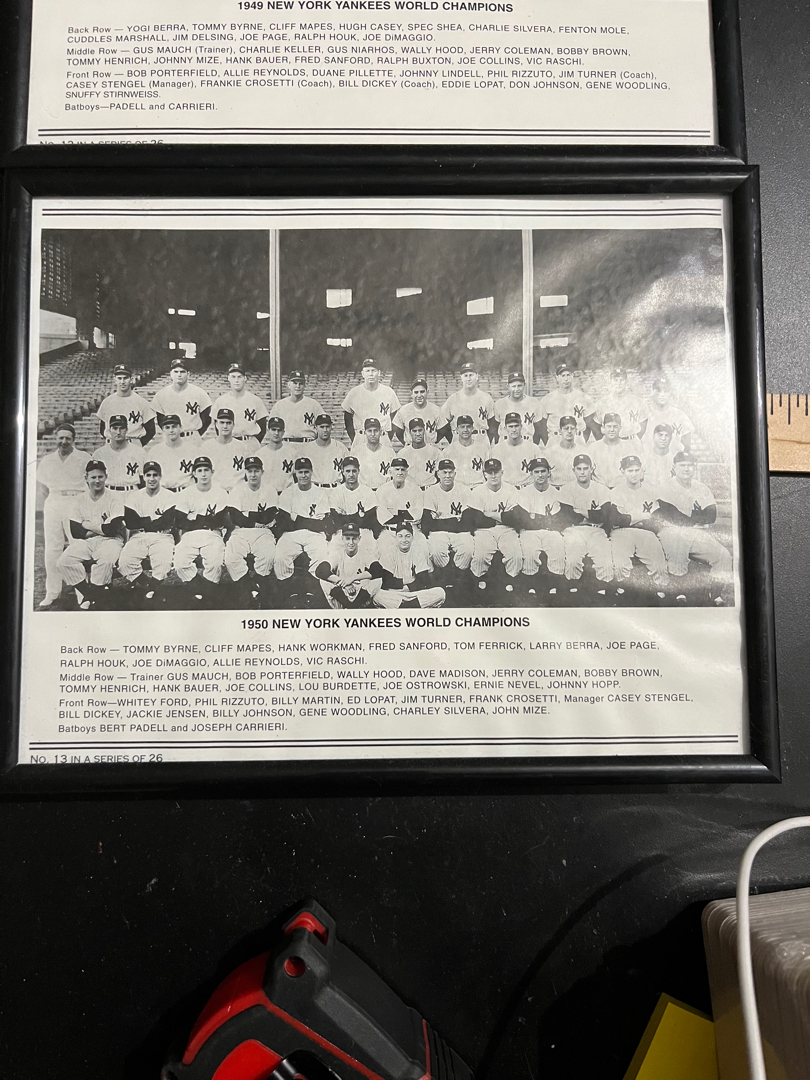 1949 NEW YORK YANKEES WORLD CHAMPIONS
Back Row — YOGI BERRA, TOMMY BYRNE, CLIFF MAPES, HUGH CASEY, SPEC SHEA, CHARLIE SILVERA, FENTON MOLE,
CUDDLES MARSHALL, JIM DELSING, JOE PAGE, RALPH HOUK, JOE DiMAGGIO.
Middle Row — GUS MAUCH (Trainer), CHARLIE KELLER, GUS NIARHOS, WALLY HOOD, JERRY COLEMAN, BOBBY BROWN,
TOMMY HENRICH, JOHNNY MIZE, HANK BAUER, FRED SANFORD, RALPH BUXTON, JOE COLLINS, VIC RASCHI.
Front Row — BOB PORTERFIELD, ALLIE REYNOLDS, DUANE PILLETTE, JOHNNY LINDELL, PHIL RIZZUTO, JIM TURNER (Coach),
CASEY STENGEL (Manager), FRANKIE CROSETTI (Coach), BILL DICKEY (Coach), EDDIE LOPAT, DON JOHNSON, GENE WOODLING,
SNUFFY STIRNWEISS.
Batboys—PADELL and CARRIERI.
No. 12 IN A SERIES OF 26
1950 NEW YORK YANKEES WORLD CHAMPIONS
Back Row — TOMMY BYRNE, CLIFF MAPES, HANK WORKMAN, FRED SANFORD, TOM FERRICK, LARRY BERRA, JOE PAGE,
RALPH HOUK, JOE DiMAGGIO, ALLIE REYNOLDS, VIC RASCHI.
Middle Row — Trainer GUS MAUCH, BOB PORTERFIELD, WALLY HOOD, DAVE MADISON, JERRY COLEMAN, BOBBY BROWN,
TOMMY HENRICH, HANK BAUER, JOE COLLINS, LOU BURDETTE, JOE OSTROWSKI, ERNIE NEVEL, JOHNNY HOPP.
Front Row—WHITEY FORD, PHIL RIZZUTO, BILLY MARTIN, ED LOPAT, JIM TURNER, FRANK CROSETTI, Manager CASEY STENGEL,
BILL DICKEY, JACKIE JENSEN, BILLY JOHNSON, GENE WOODLING, CHARLEY SILVERA, JOHN MIZE.
Batboys BERT PADELL and JOSEPH CARRIERI.
No. 13 IN A SERIES OF 26